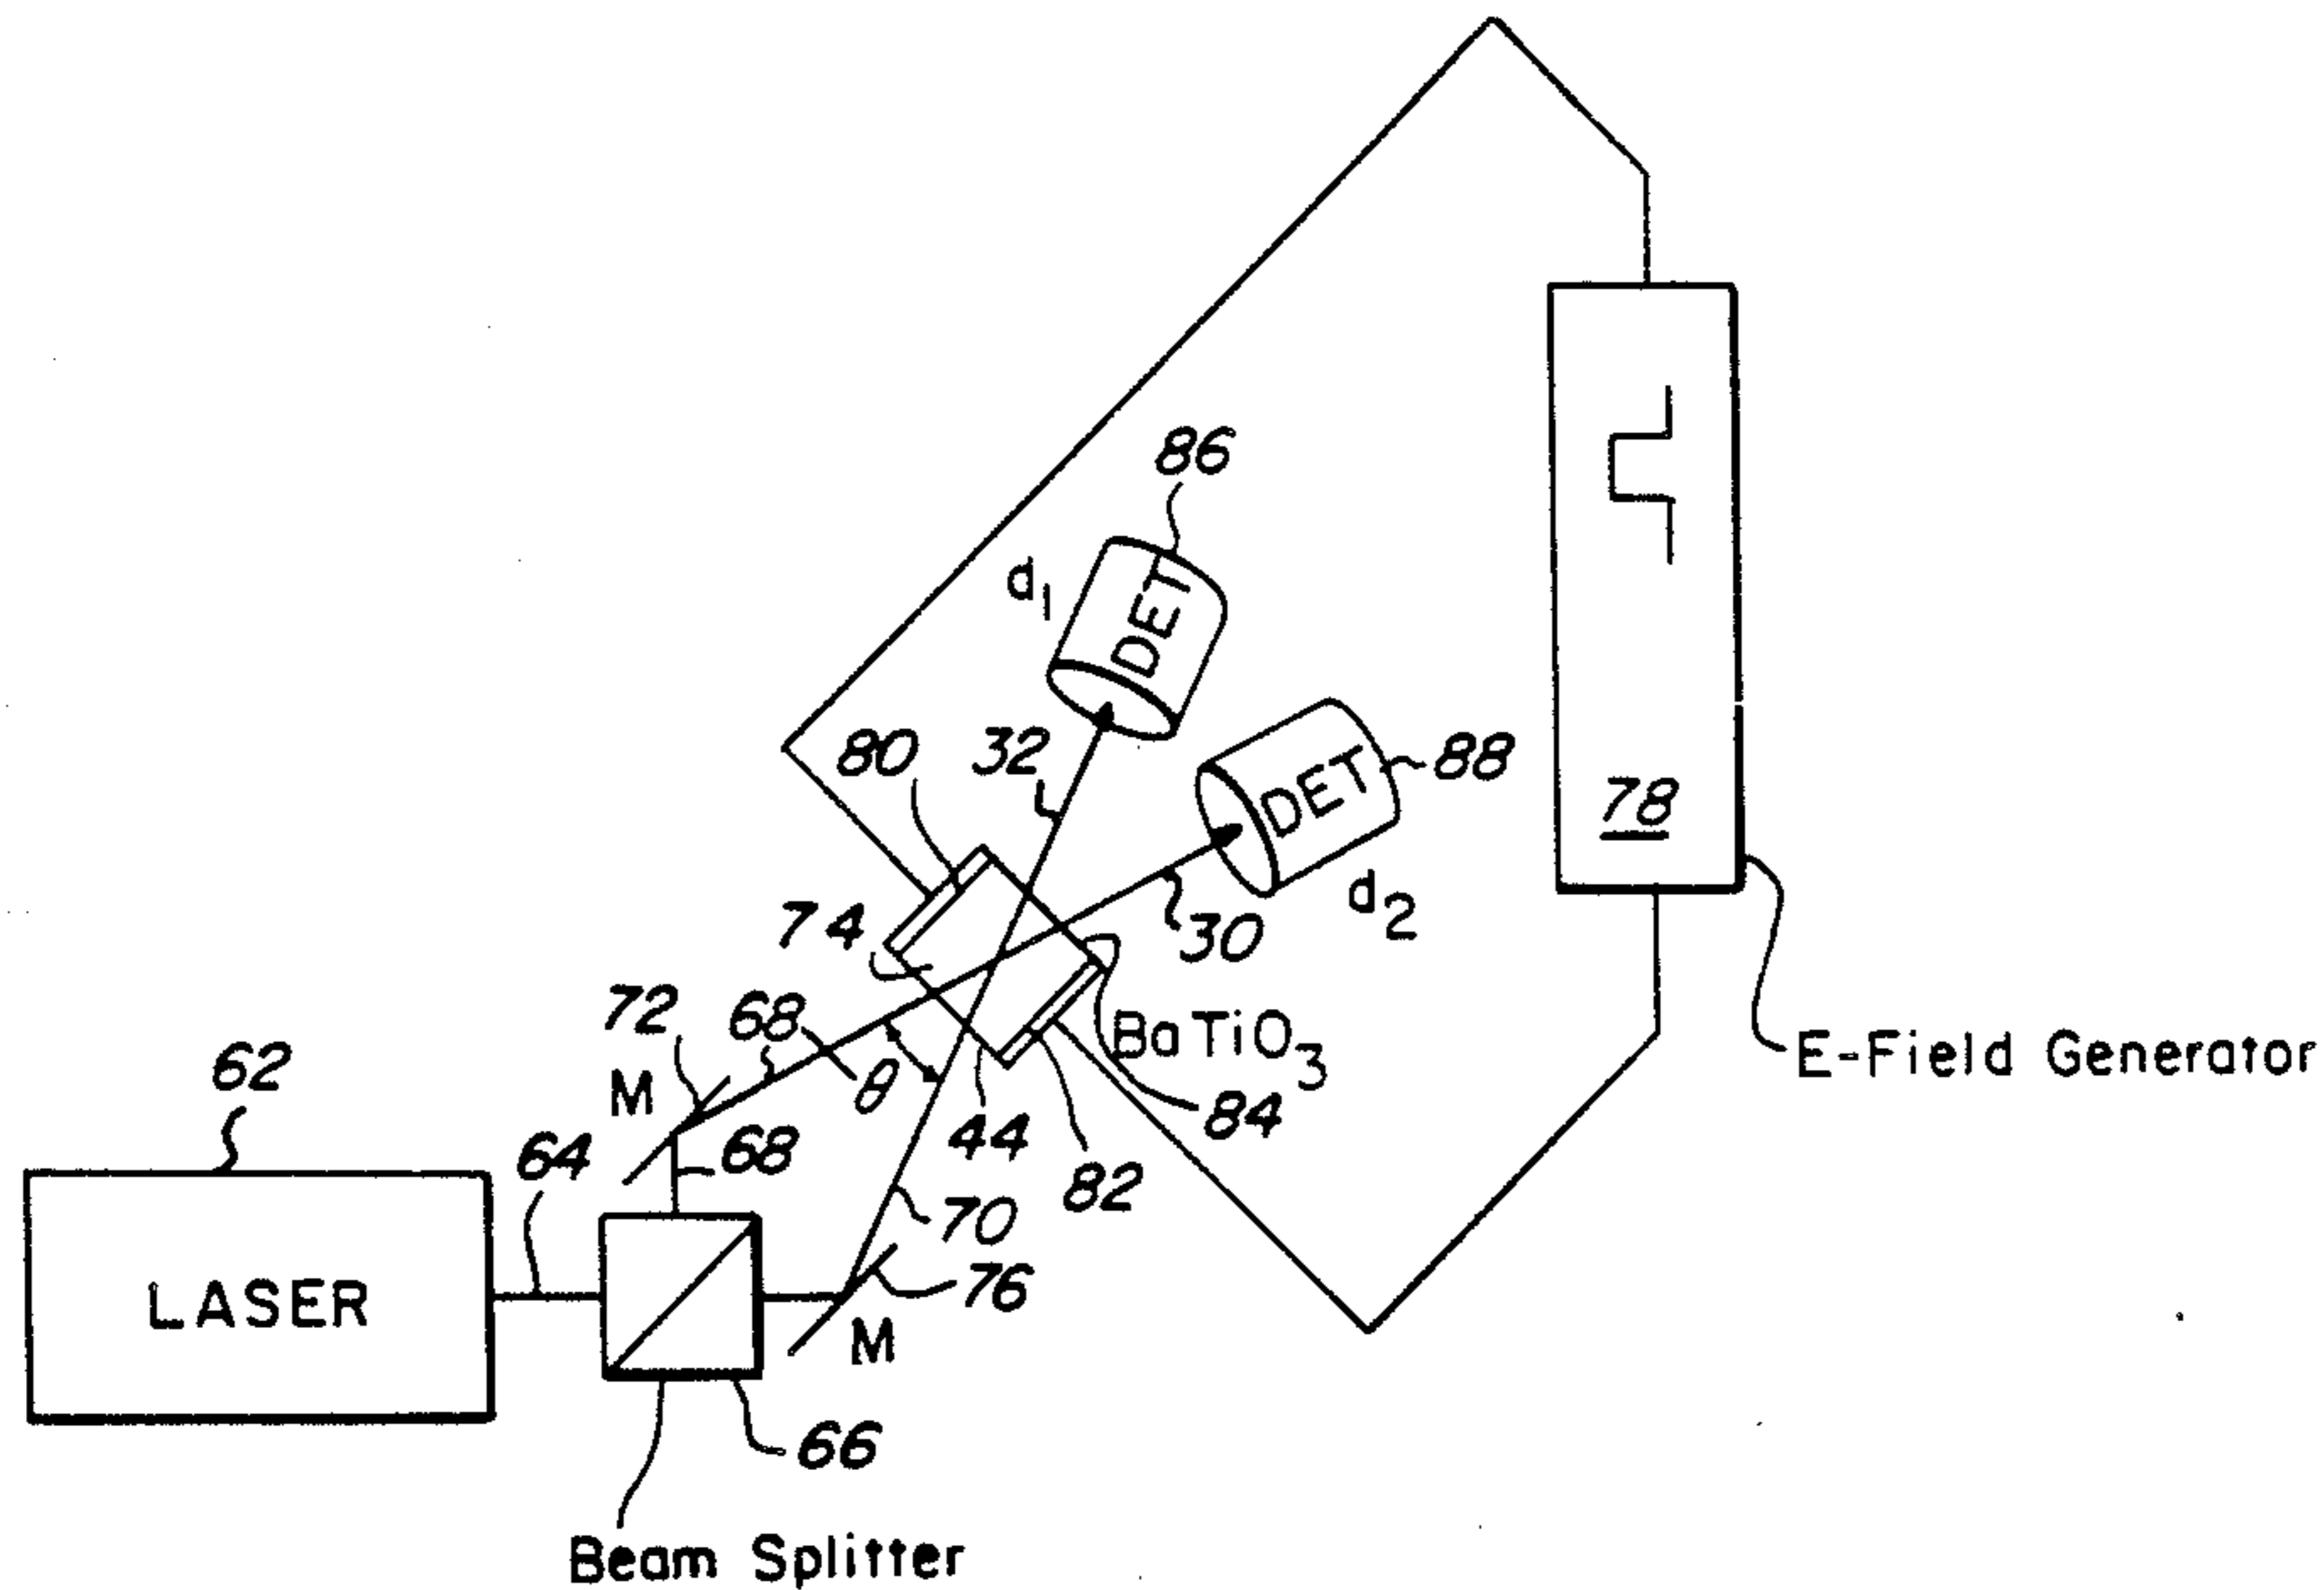 86
d1
DET
80
32
DET
88
78
d2
74
30
72
68
BaTiO3
E-Field Generator
62
M
θ
84
64
68
44
82
70
LASER
76
M
66
Beam Splitter